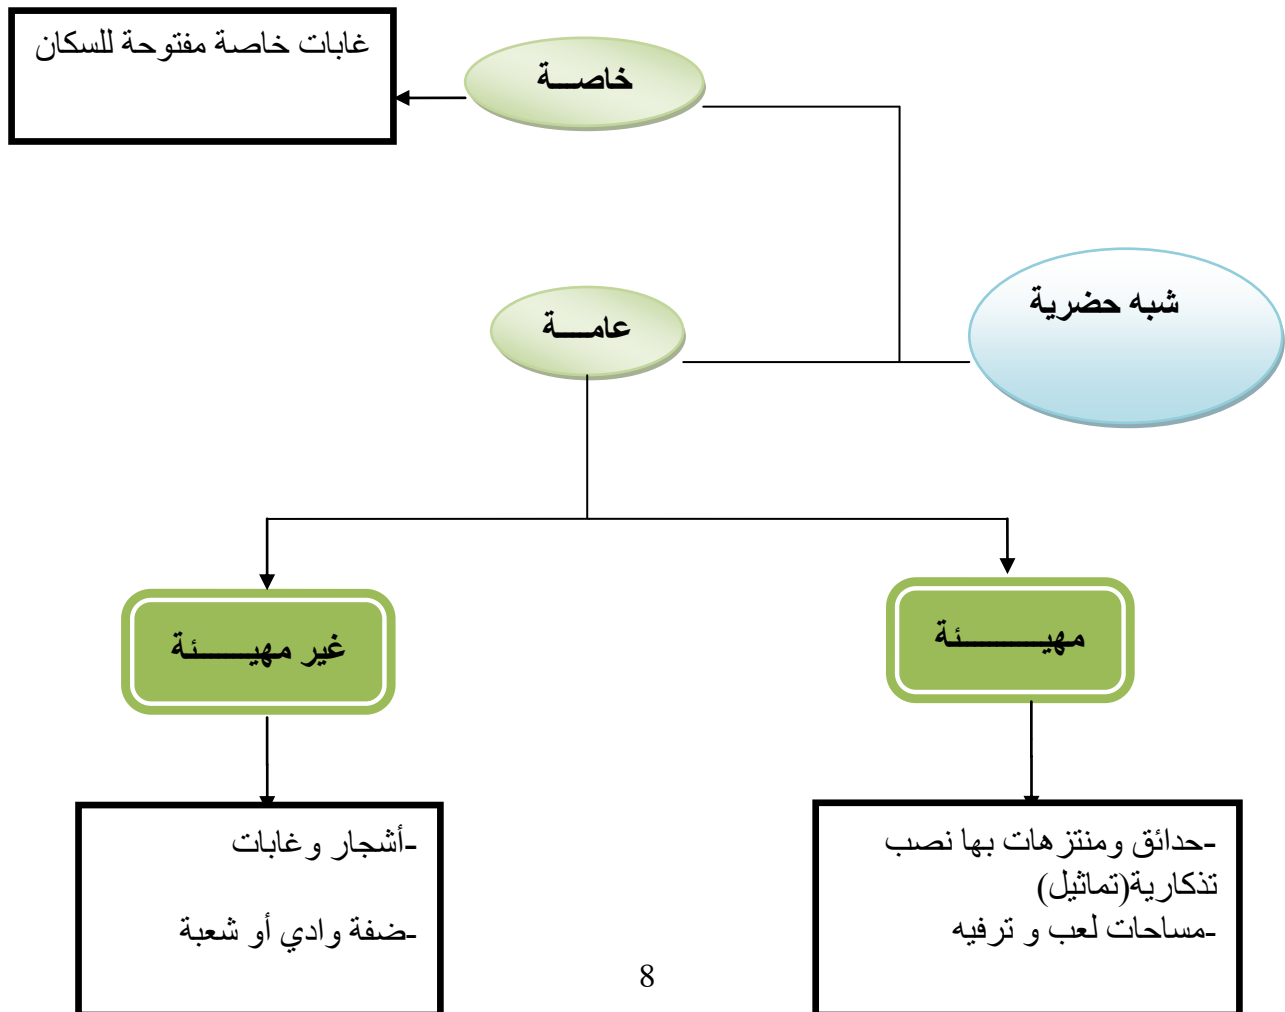 غابات خاصة مفتوحة للسكان
خاصـــة
شبه حضرية
عامـــة
مهيـــــــئة
غير مهيـــــئة
-حدائق ومنتزهات بها نصب
تذكارية(تماثيل)
-مساحات لعب و ترفيه
-أشجار وغابات
-ضفة وادي أو شعبة
8